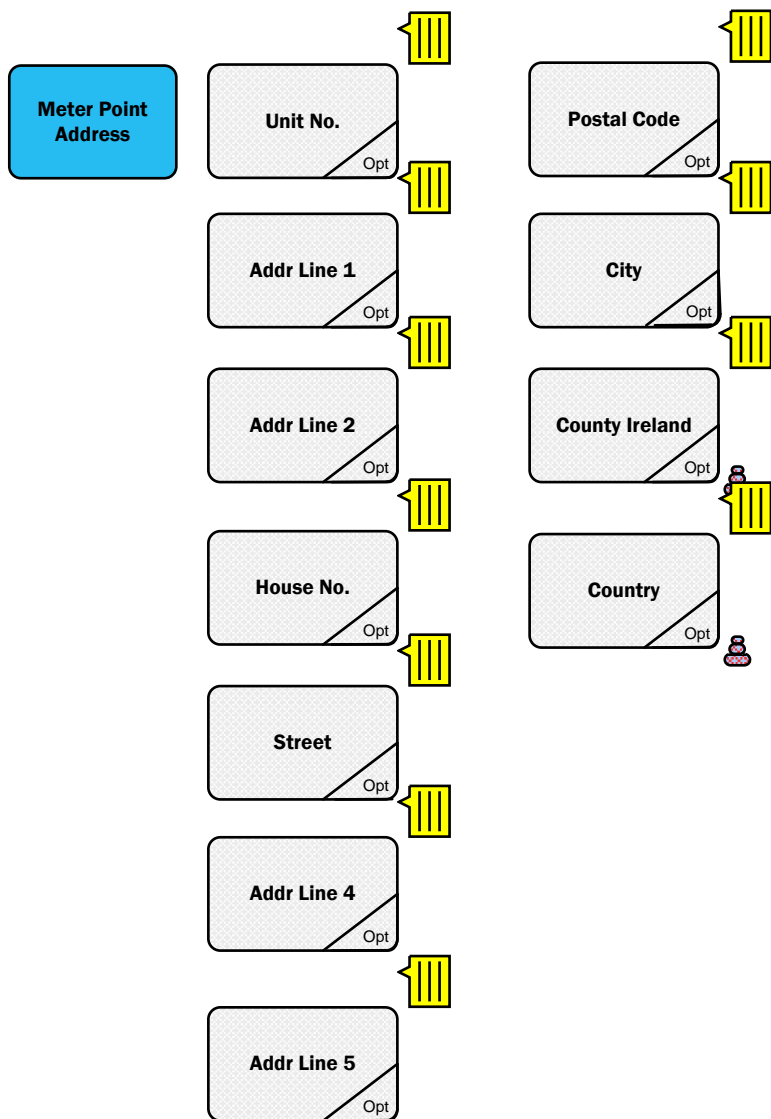 Meter Point
Address
Unit No.
Opt
Addr Line 1
Opt
Addr Line 2
Opt
House No.
Opt
Street
Opt
Addr Line 4
Opt
Addr Line 5
Opt
Postal Code
Opt
City
Opt
County Ireland
Opt
Country
Opt